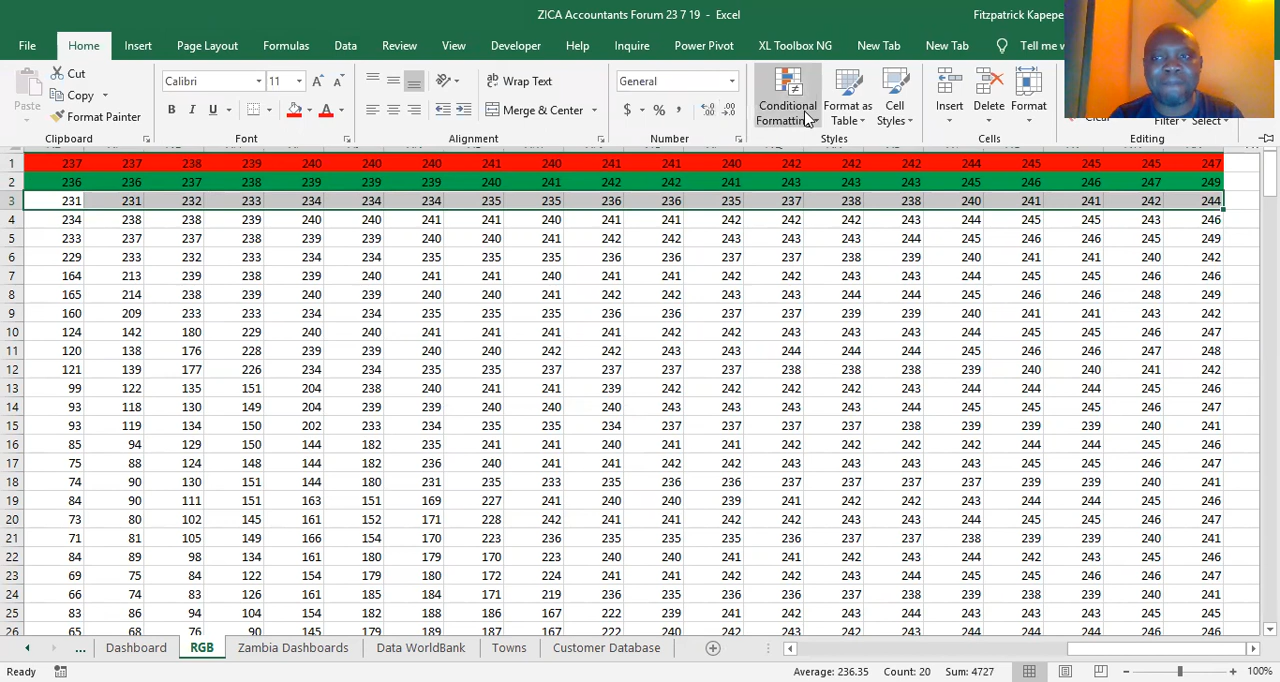 ZICA Accountants Forum 23 7 19 - Excel
Fitzpatrick Kapepe
File Home Insert Page Layout Formulas Data Review View Developer Help Inquire Power Pivot XL Toolbox NG New Tab New Tab Tell me w
Paste Cut Copy Format Painter
Calibri 11 B I U
Wrap Text Merge & Center
General $ % ,
Conditional Formatting Format as Table Cell Styles
Insert Delete Format
Filter Select
Clipboard Font Alignment Number Styles Cells Editing
1 237 237 238 239 240 240 240 241 240 241 241 240 242 242 242 244 245 245 245 247
2 236 236 237 238 239 239 239 240 241 242 242 241 243 243 243 245 246 246 247 249
3 231 231 232 233 234 234 234 235 235 236 236 235 237 238 238 240 241 241 242 244
4 234 238 238 239 240 240 241 241 240 241 241 242 242 243 244 244 245 245 243 246
5 233 237 237 238 239 239 240 240 241 242 242 243 243 243 244 245 246 246 245 249
6 229 233 232 233 234 234 235 235 235 236 236 237 237 238 239 240 241 241 240 242
7 164 213 239 238 239 240 241 241 240 241 241 242 242 243 243 244 245 245 246 246
8 165 214 238 239 240 239 240 240 241 242 242 243 243 244 244 245 246 246 248 249
9 160 209 233 233 234 234 235 235 235 236 236 237 237 239 239 240 241 241 243 242
10 124 142 180 229 240 240 241 241 241 241 241 242 242 243 243 244 245 245 246 247
11 120 138 176 228 239 239 240 240 242 242 243 243 244 244 244 245 246 246 247 248
12 121 139 177 226 234 234 235 235 237 237 237 237 238 238 239 240 240 240 241 242
13 99 122 135 151 204 238 240 241 241 239 241 242 242 243 243 244 244 244 245 246
14 93 118 130 149 204 239 239 240 240 240 243 243 242 243 244 245 245 245 246 247
15 93 119 134 150 202 233 234 235 235 234 237 237 237 237 238 239 239 239 240 241
16 85 94 129 150 144 182 235 241 241 240 241 241 242 242 242 244 244 244 245 246
17 75 88 124 148 144 182 236 240 241 241 242 243 241 242 243 245 245 245 246 247
18 74 90 130 151 144 180 231 235 233 235 236 236 237 237 237 239 239 239 240 241
19 84 90 111 151 163 151 169 227 241 240 240 239 241 242 242 243 244 244 245 246
20 73 80 102 145 161 152 171 228 242 241 241 242 242 243 243 244 245 245 246 247
21 71 81 105 149 166 154 170 223 236 235 235 235 236 237 237 238 239 239 240 241
22 84 89 98 134 161 180 179 170 223 240 240 241 241 242 243 244 244 242 245 246
23 69 75 84 122 154 179 180 172 224 241 241 242 242 243 244 245 245 245 246 247
24 66 74 83 126 161 185 184 171 219 236 235 236 236 237 238 240 239 239 240 241
25 83 86 94 104 154 182 188 186 167 222 239 241 242 242 243 244 243 243 245 245
... Dashboard RGB Zambia Dashboards Data WorldBank Towns Customer Database
Ready Average: 236.35 Count: 20 Sum: 4727 100%